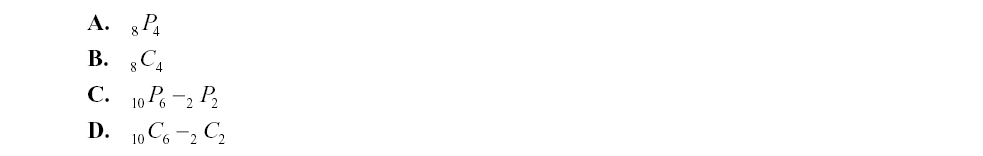 A. ₈P₄
B. ₈C₄
C. ₁₀P₆ −₂ P₂
D. ₁₀C₆ −₂ C₂